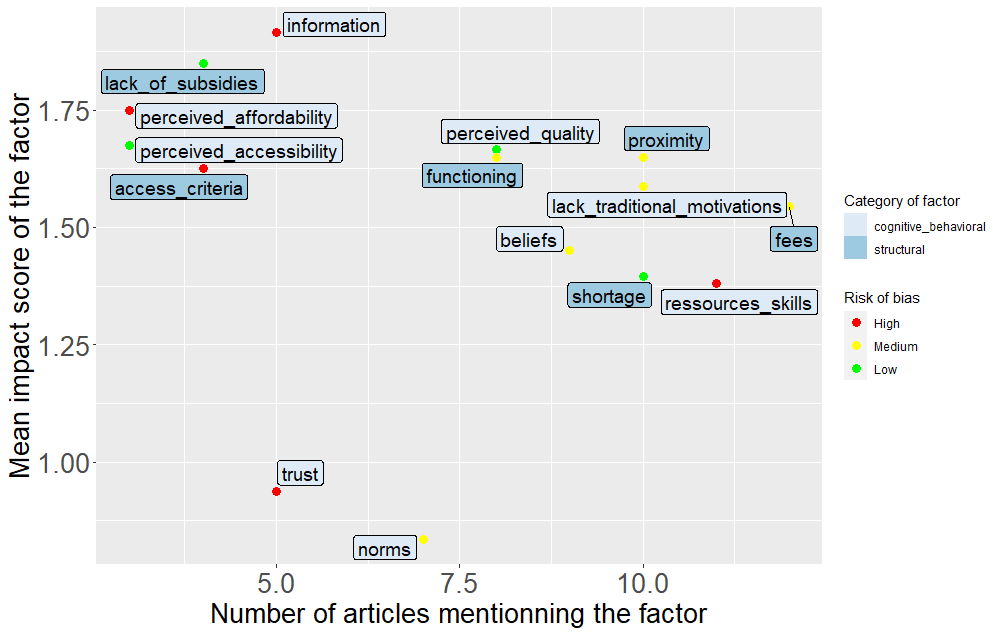 information
lack_of_subsidies
perceived_affordability
perceived_accessibility
access_criteria
perceived_quality
functioning
proximity
lack_traditional_motivations
fees
beliefs
shortage
ressources_skills
trust
norms
1.75
1.50
1.25
1.00
5.0
7.5
10.0
Mean impact score of the factor
Number of articles mentionning the factor
Category of factor
cognitive_behavioral
structural
Risk of bias
High
Medium
Low